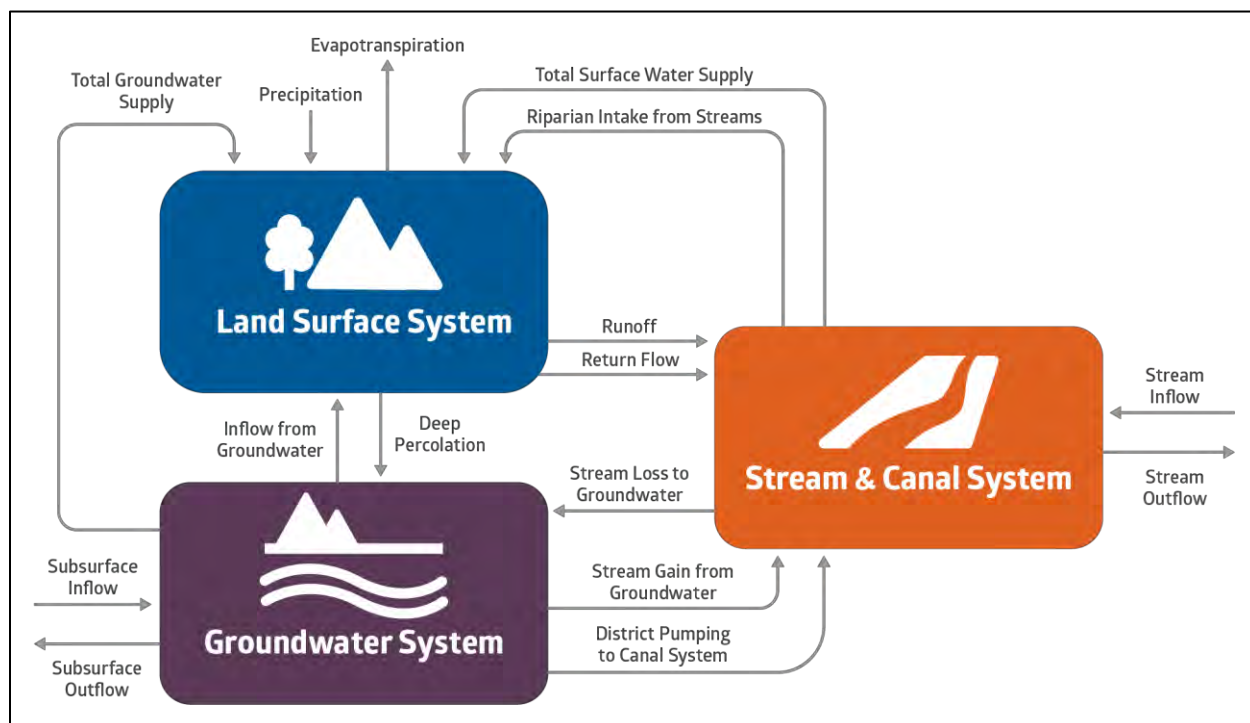 Evapotranspiration
Total Groundwater
Supply
Precipitation
Total Surface Water Supply
Riparian Intake from Streams
Land Surface System
Runoff
Return Flow
Stream
Inflow
Inflow from
Groundwater
Deep
Percolation
Stream & Canal System
Stream Loss to
Groundwater
Stream
Outflow
Subsurface
Inflow
Stream Gain from
Groundwater
Groundwater System
District Pumping
to Canal System
Subsurface
Outflow